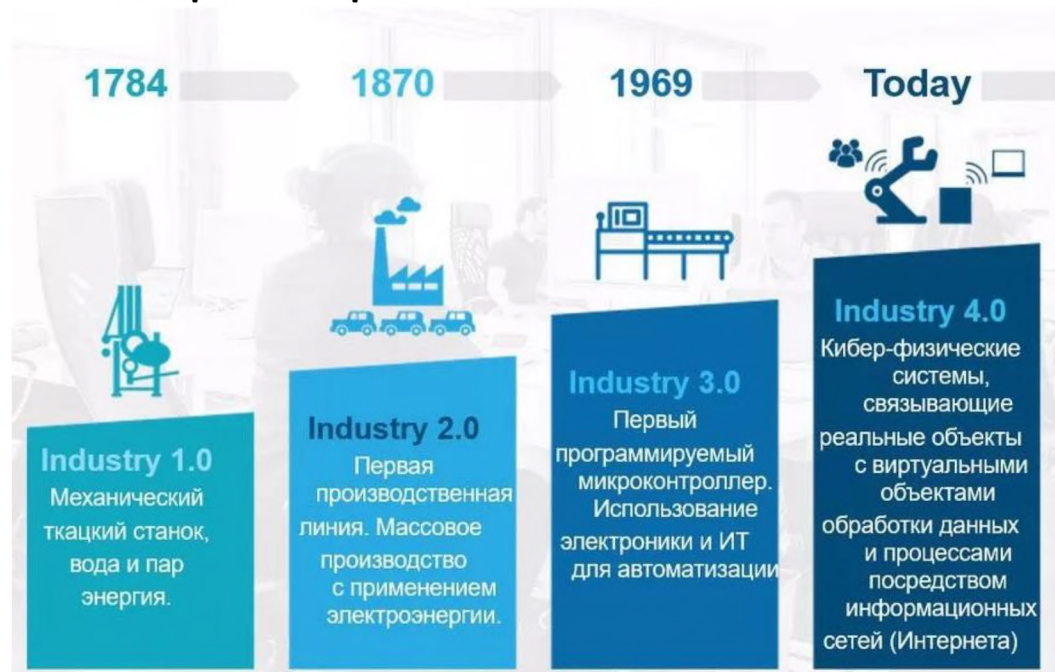 1784
1870
1969
Today
Industry 1.0
Механический
ткацкий станок,
вода и пар
энергия.
Industry 2.0
Первая
производственная
линия. Массовое
производство
с применением
электроэнергии.
Industry 3.0
Первый
программируемый
микроконтроллер.
Использование
электроники и ИТ
для автоматизации
Industry 4.0
Кибер-физические
системы,
связывающие
реальные объекты
с виртуальными
объектами
обработки данных
и процессами
посредством
информационных
сетей (Интернета)